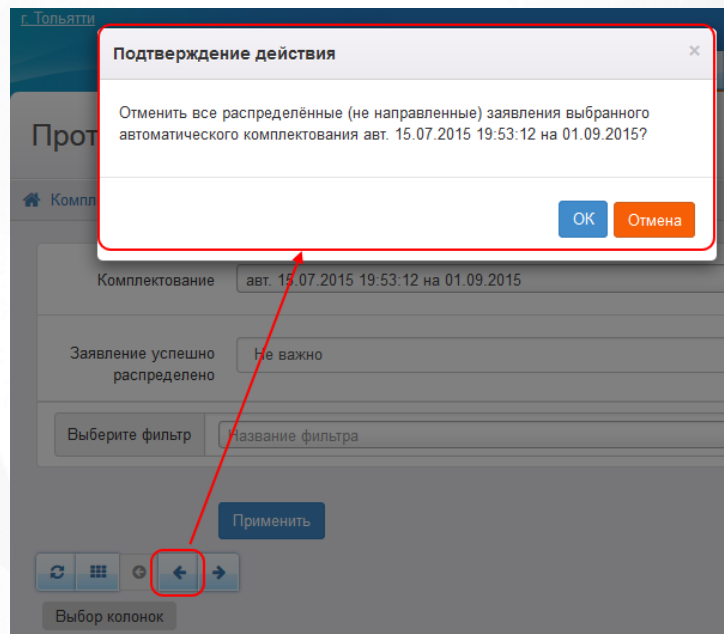 г. Тольятти
Подтверждение действия
×
Отменить все распределённые (не направленные) заявления выбранного
автоматического комплектования авт. 15.07.2015 19:53:12 на 01.09.2015?
ОК Отмена
Прот
Компл
Комплектование авт. 15.07.2015 19:53:12 на 01.09.2015
Заявление успешно
распределено
Не важно
Выберите фильтр Название фильтра
Применить
Выбор колонок